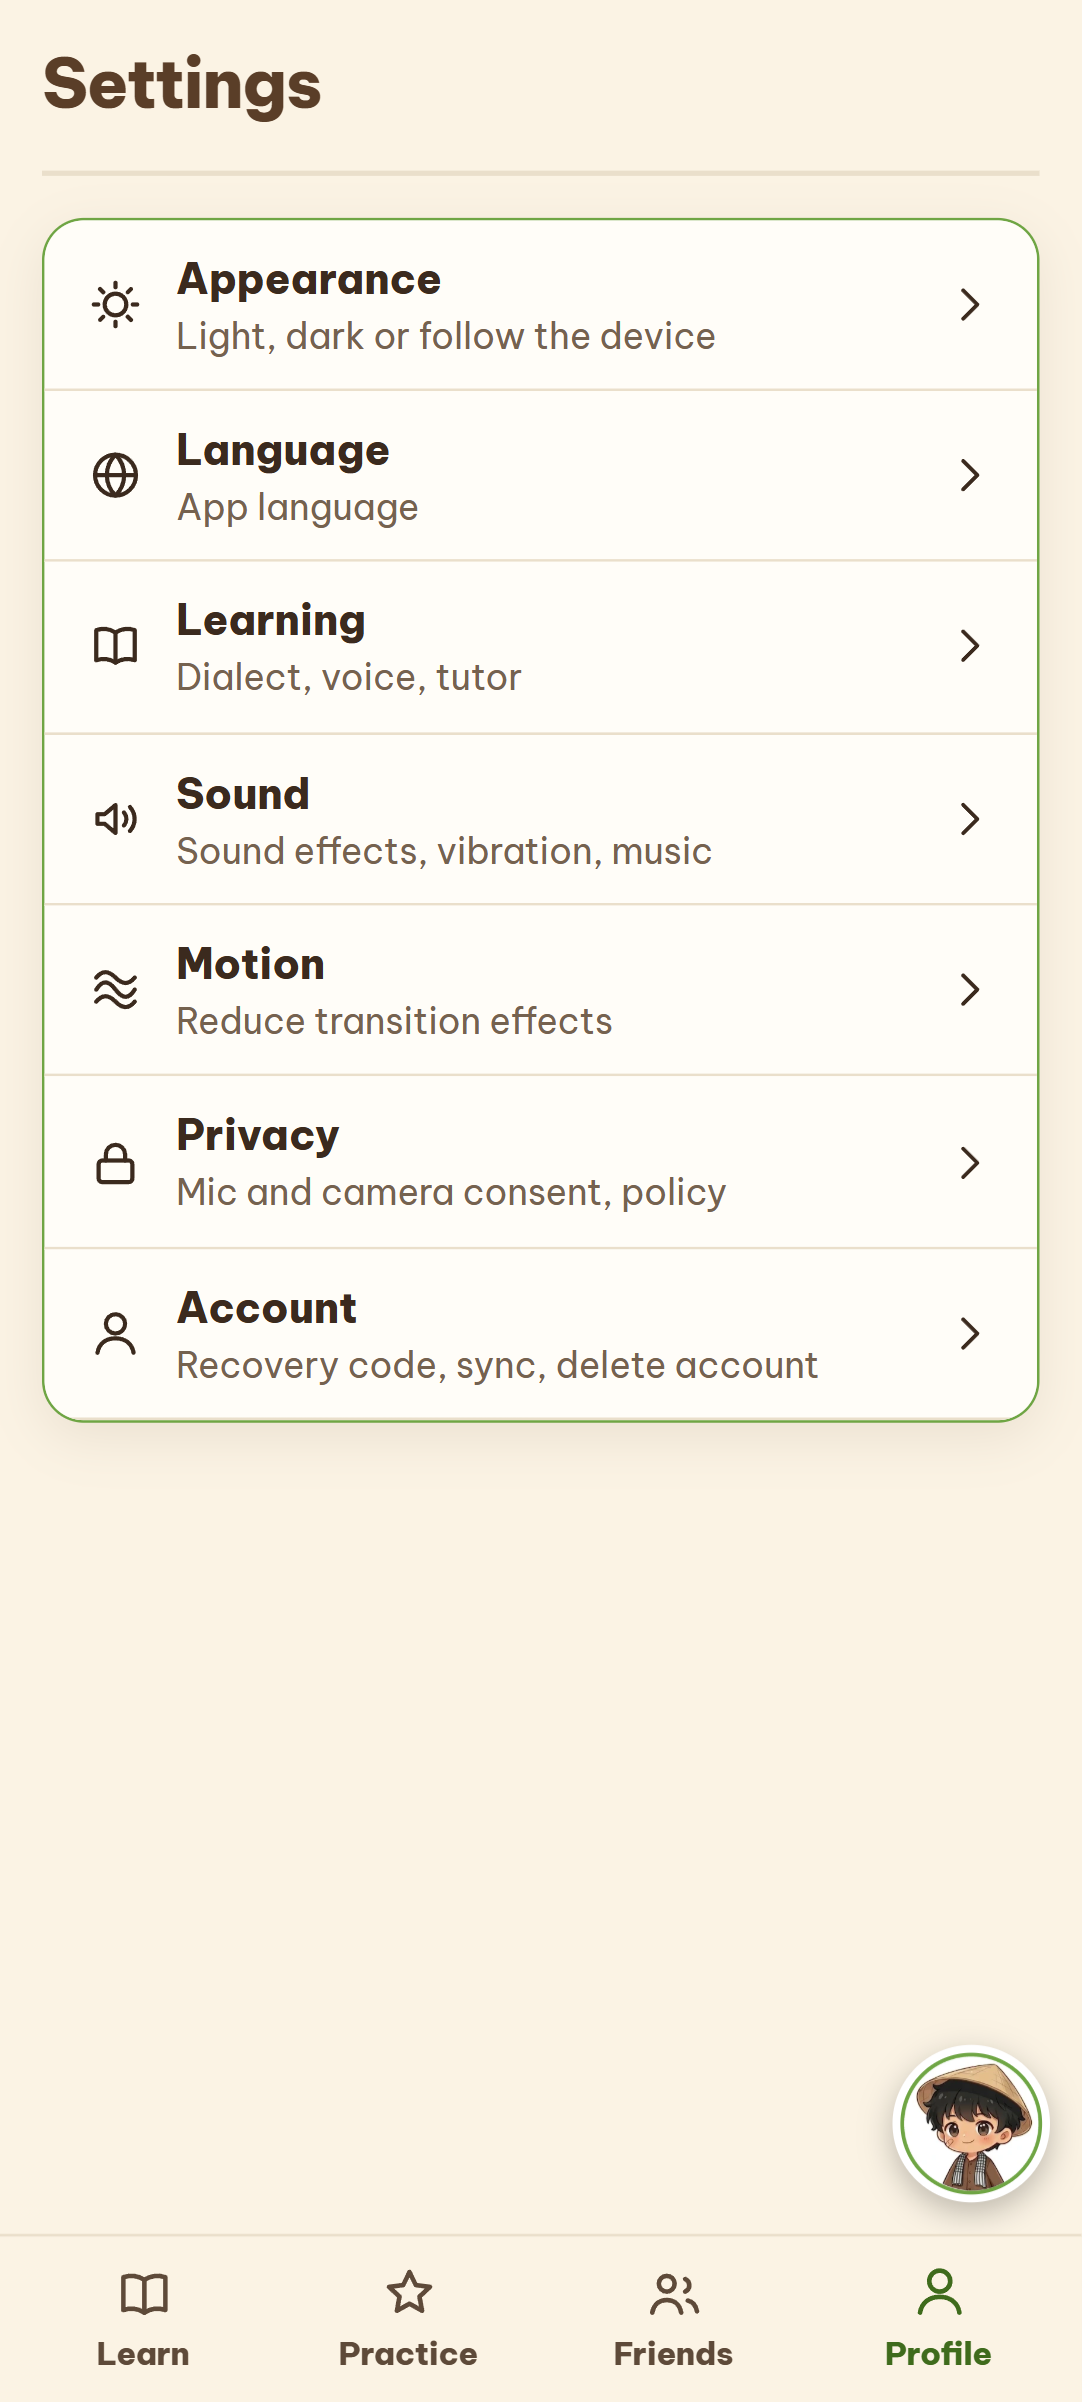 Settings
Appearance
Light, dark or follow the device
Language
App language
Learning
Dialect, voice, tutor
Sound
Sound effects, vibration, music
Motion
Reduce transition effects
Privacy
Mic and camera consent, policy
Account
Recovery code, sync, delete account
Learn
Practice
Friends
Profile